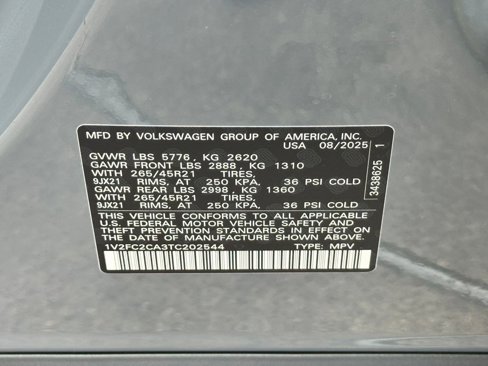 MFD BY VOLKSWAGEN GROUP OF AMERICA, INC.
USA 08/2025
GVWR LBS 5776, KG 2620
GAWR FRONT LBS 2888, KG 1310
WITH 265/45R21 TIRES,
9JX21 RIMS, AT 250 KPA, 36 PSI COLD
GAWR REAR LBS 2998, KG 1360
WITH 265/45R21 TIRES,
9JX21 RIMS, AT 250 KPA, 36 PSI COLD
THIS VEHICLE CONFORMS TO ALL APPLICABLE
U.S. FEDERAL MOTOR VEHICLE SAFETY AND
THEFT PREVENTION STANDARDS IN EFFECT ON
THE DATE OF MANUFACTURE SHOWN ABOVE
1V2FC2CA3TC202544 TYPE: MPV
3438625 1